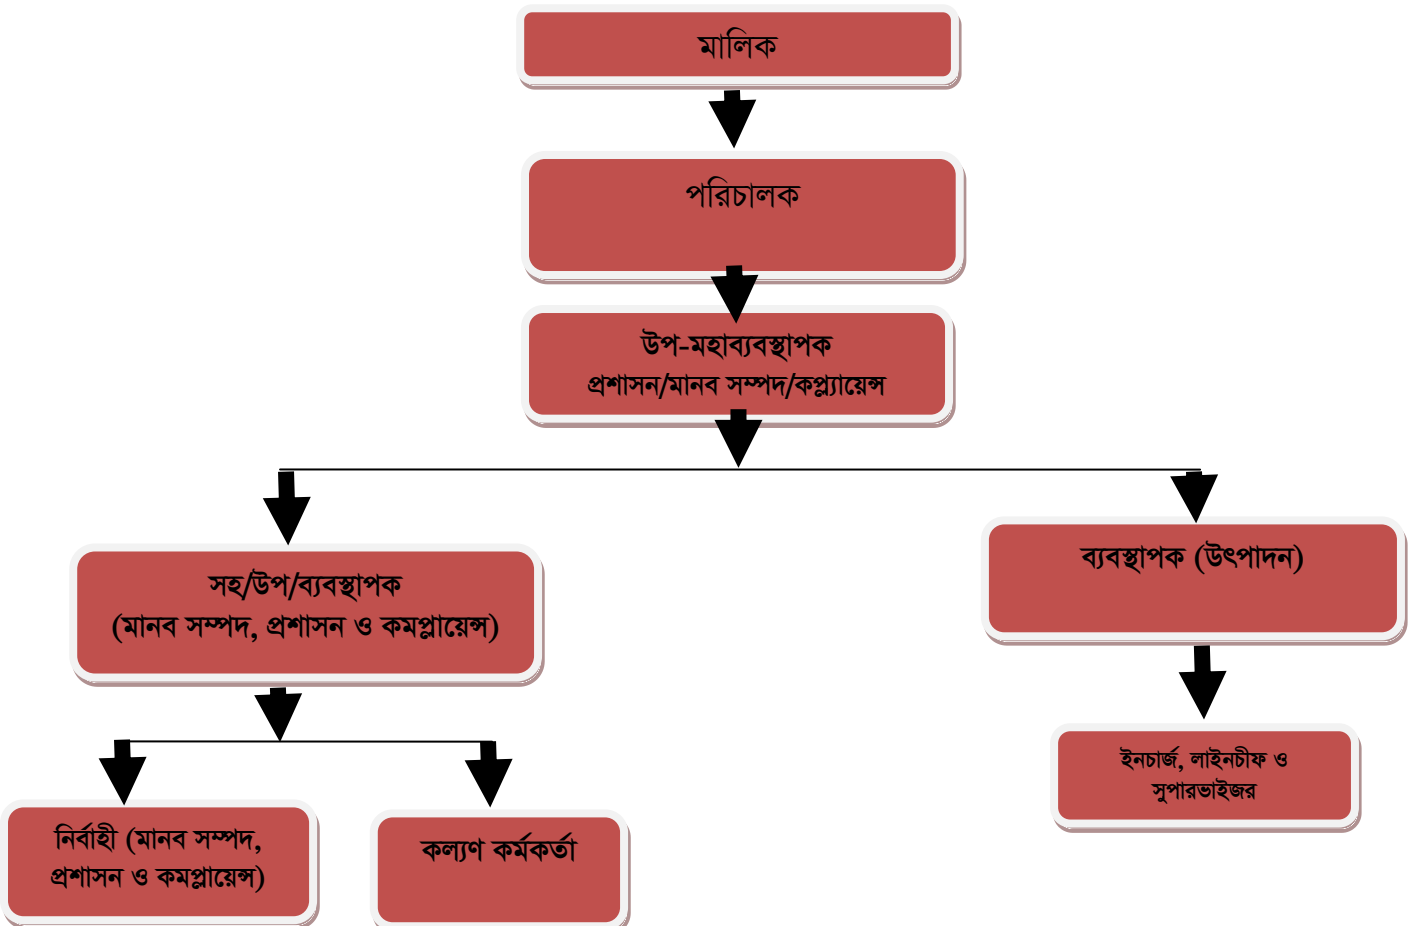 মালিক
পরিচালক
উপ-মহাব্যবস্থাপক
প্রশাসন/মানব সম্পদ/কপ্ল্যায়েন্স
সহ/উপ/ব্যবস্থাপক
(মানব সম্পদ, প্রশাসন ও কমপ্লায়েন্স)
ব্যবস্থাপক (উৎপাদন)
ইনচার্জ, লাইনচীফ ও
সুপারভাইজর
নির্বাহী (মানব সম্পদ,
প্রশাসন ও কমপ্লায়েন্স)
কল্যণ কর্মকর্তা